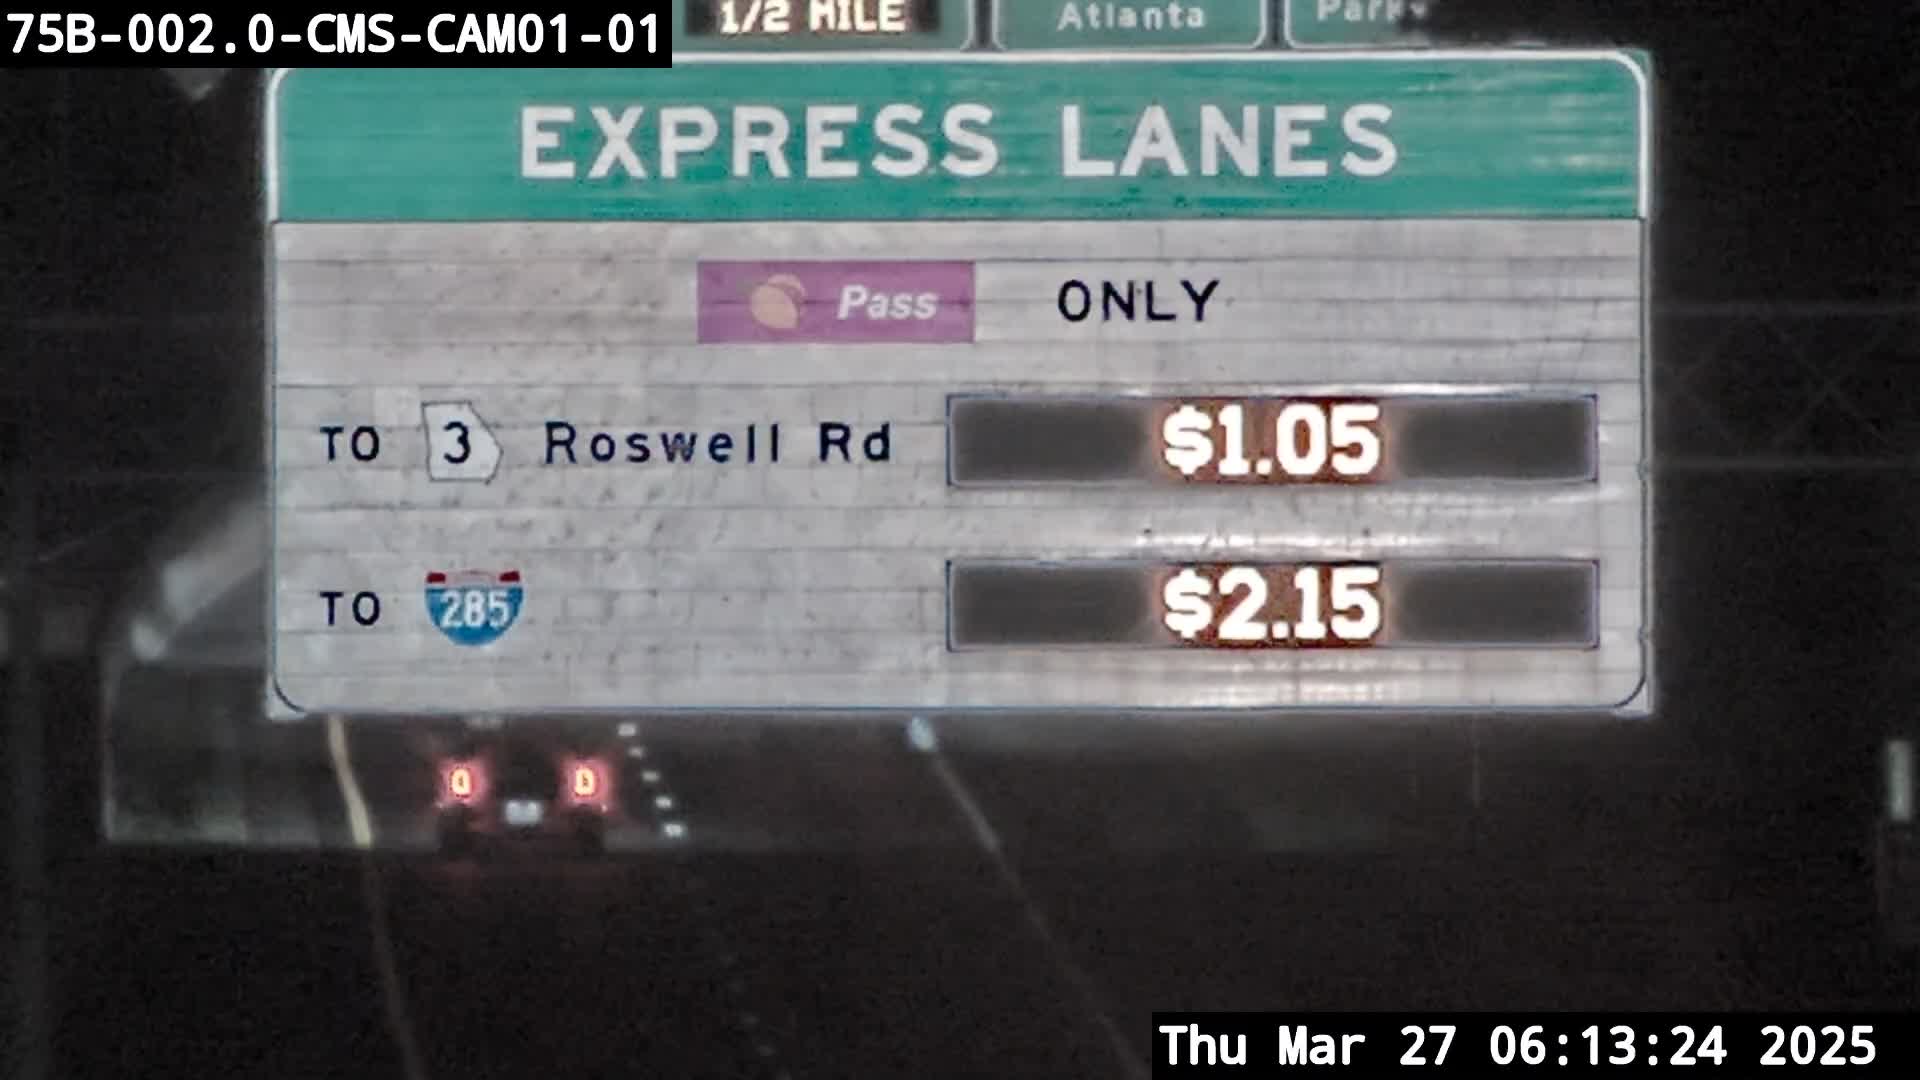 75B-002.0-CMS-CAM01-01
1/2 MILE
Atlanta
EXPRESS LANES
Pass ONLY
TO 3 Roswell Rd $1.05
TO 285 $2.15
Thu Mar 27 06:13:24 2025